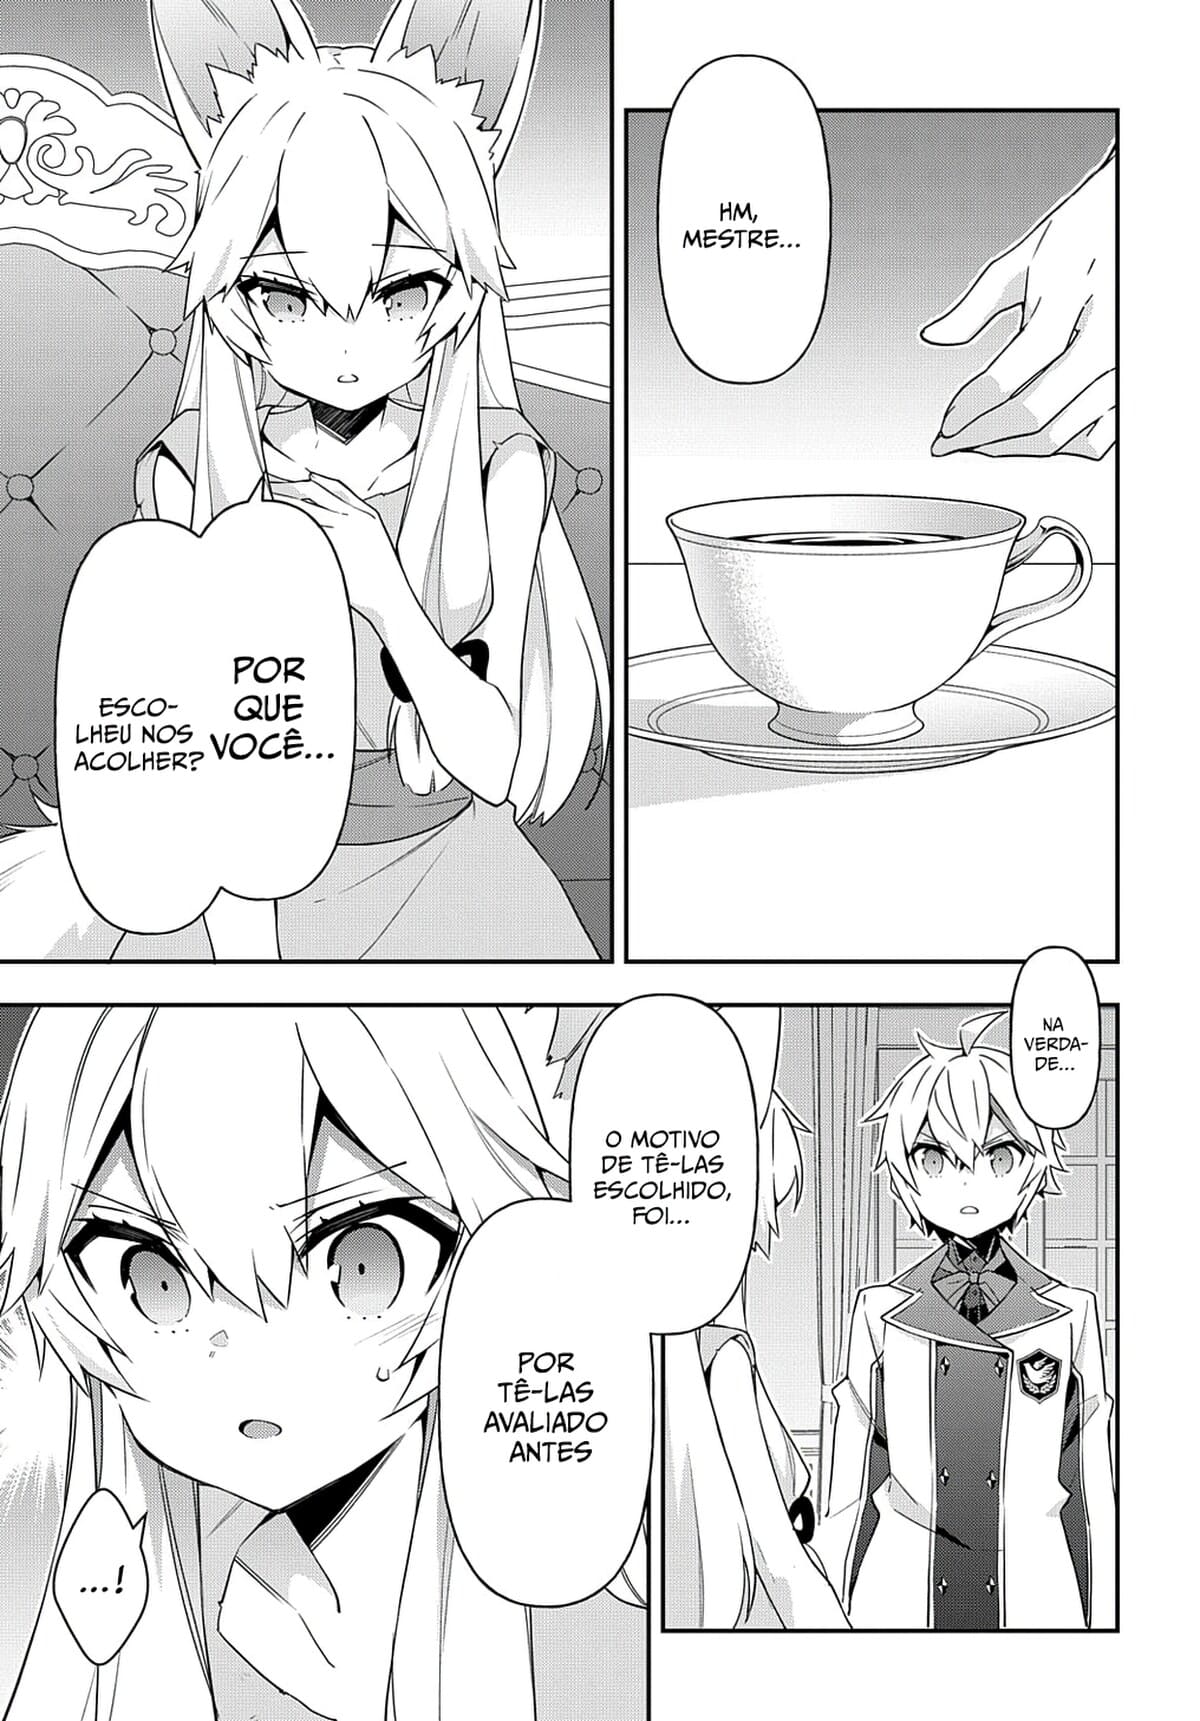 HM,
MESTRE...
POR
QUE
VOCÊ...
ESCO-
LHEU NOS
ACOLHER?
NA
VERDA-
DE...
O MOTIVO
DE TÊ-LAS
ESCOLHIDO,
FOI...
POR
TÊ-LAS
AVALIADO
ANTES
...!